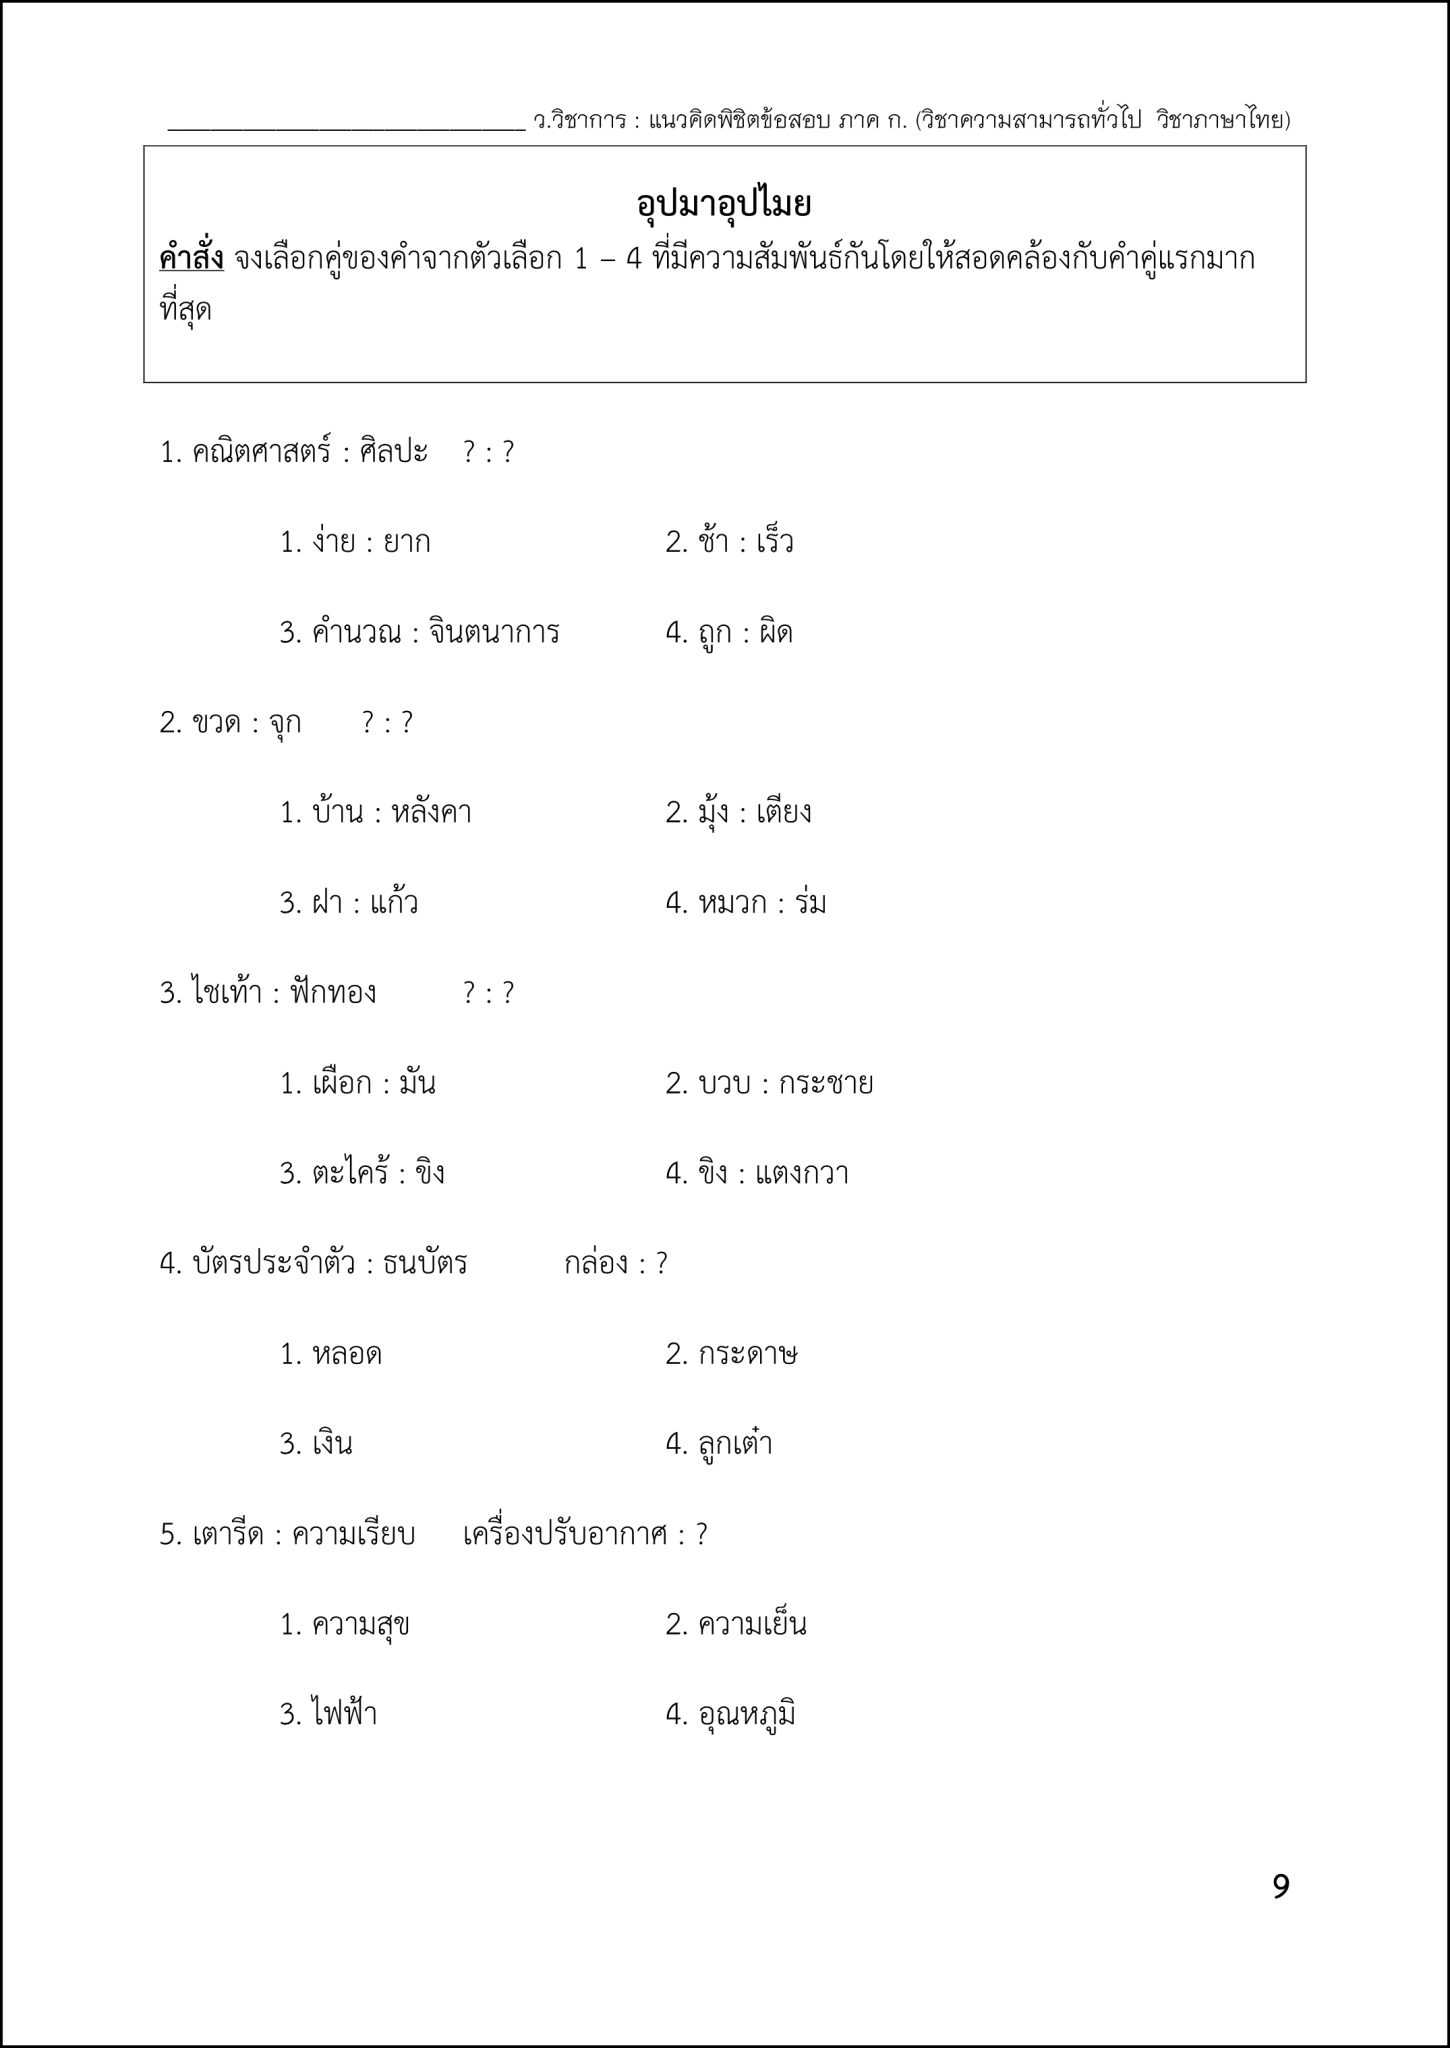 ว.วิชาการ : แนวคิดพิชิตข้อสอบ ภาค ก. (วิชาความสามารถทั่วไป วิชาภาษาไทย)
อุปมาอุปไมย
คำสั่ง จงเลือกคู่ของคำจากตัวเลือก 1 – 4 ที่มีความสัมพันธ์กันโดยให้สอดคล้องกับคำคู่แรกมาก
ที่สุด
1. คณิตศาสตร์ : ศิลปะ ? : ?
1. ง่าย : ยาก 2. ช้า : เร็ว
3. คำนวณ : จินตนาการ 4. ถูก : ผิด
2. ขวด : จุก ? : ?
1. บ้าน : หลังคา 2. มุ้ง : เตียง
3. ฝา : แก้ว 4. หมวก : ร่ม
3. ไชเท้า : ฟักทอง ? : ?
1. เผือก : มัน 2. บวบ : กระชาย
3. ตะไคร้ : ขิง 4. ขิง : แตงกวา
4. บัตรประจำตัว : ธนบัตร กล่อง : ?
1. หลอด 2. กระดาษ
3. เงิน 4. ลูกเต๋า
5. เตารีด : ความเรียบ เครื่องปรับอากาศ : ?
1. ความสุข 2. ความเย็น
3. ไฟฟ้า 4. อุณหภูมิ
9